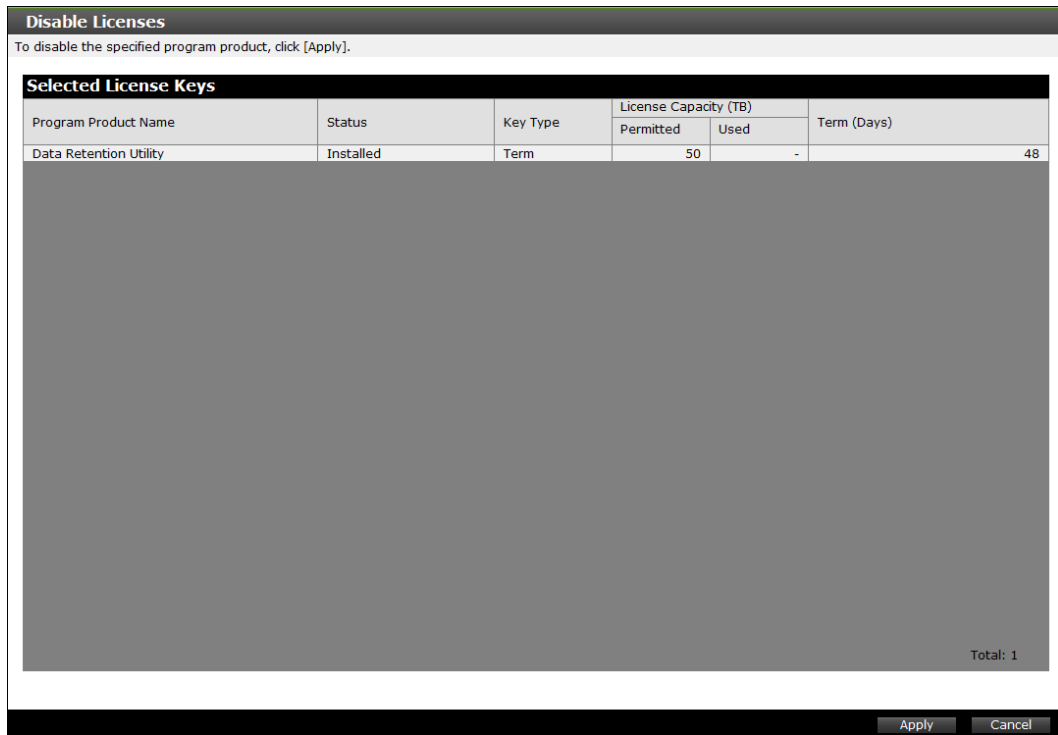 Disable Licenses
To disable the specified program product, click [Apply].
Selected License Keys
Program Product Name Status Key Type License Capacity (TB) Term (Days)
Permitted Used
Data Retention Utility Installed Term 50 - 48
Total: 1
Apply Cancel